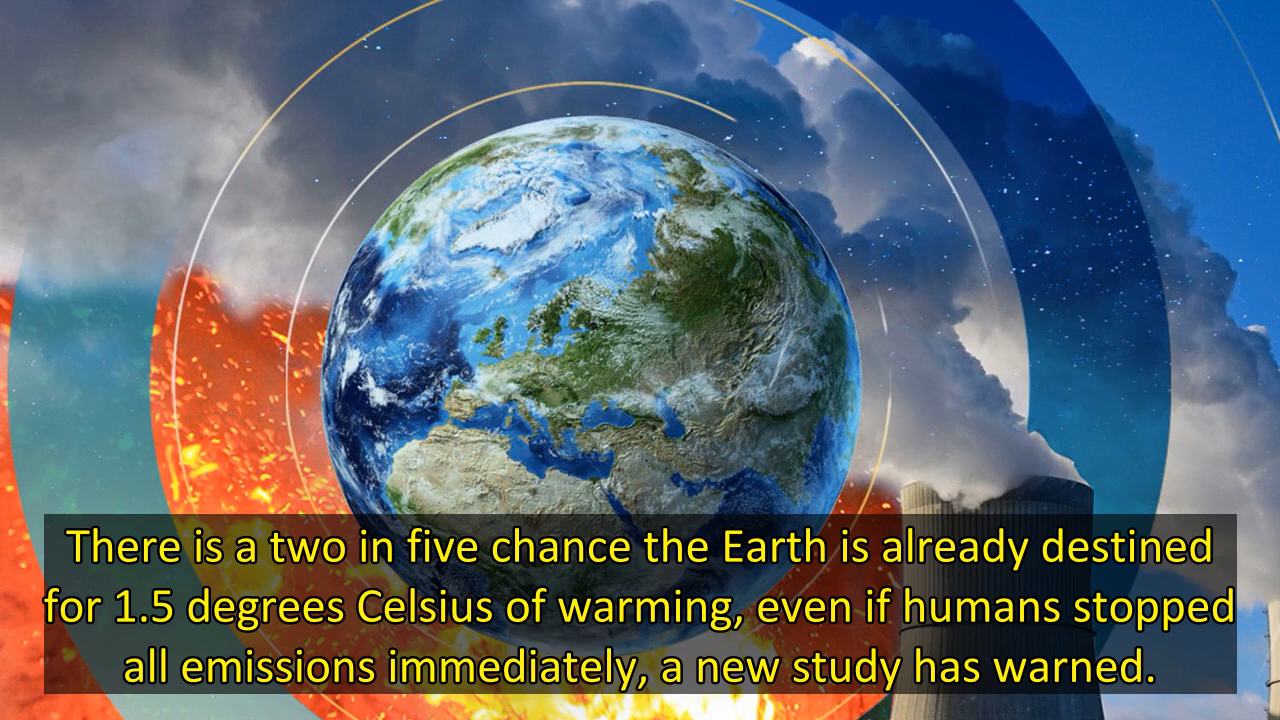 There is a two in five chance the Earth is already destined
for 1.5 degrees Celsius of warming, even if humans stopped
all emissions immediately, a new study has warned.